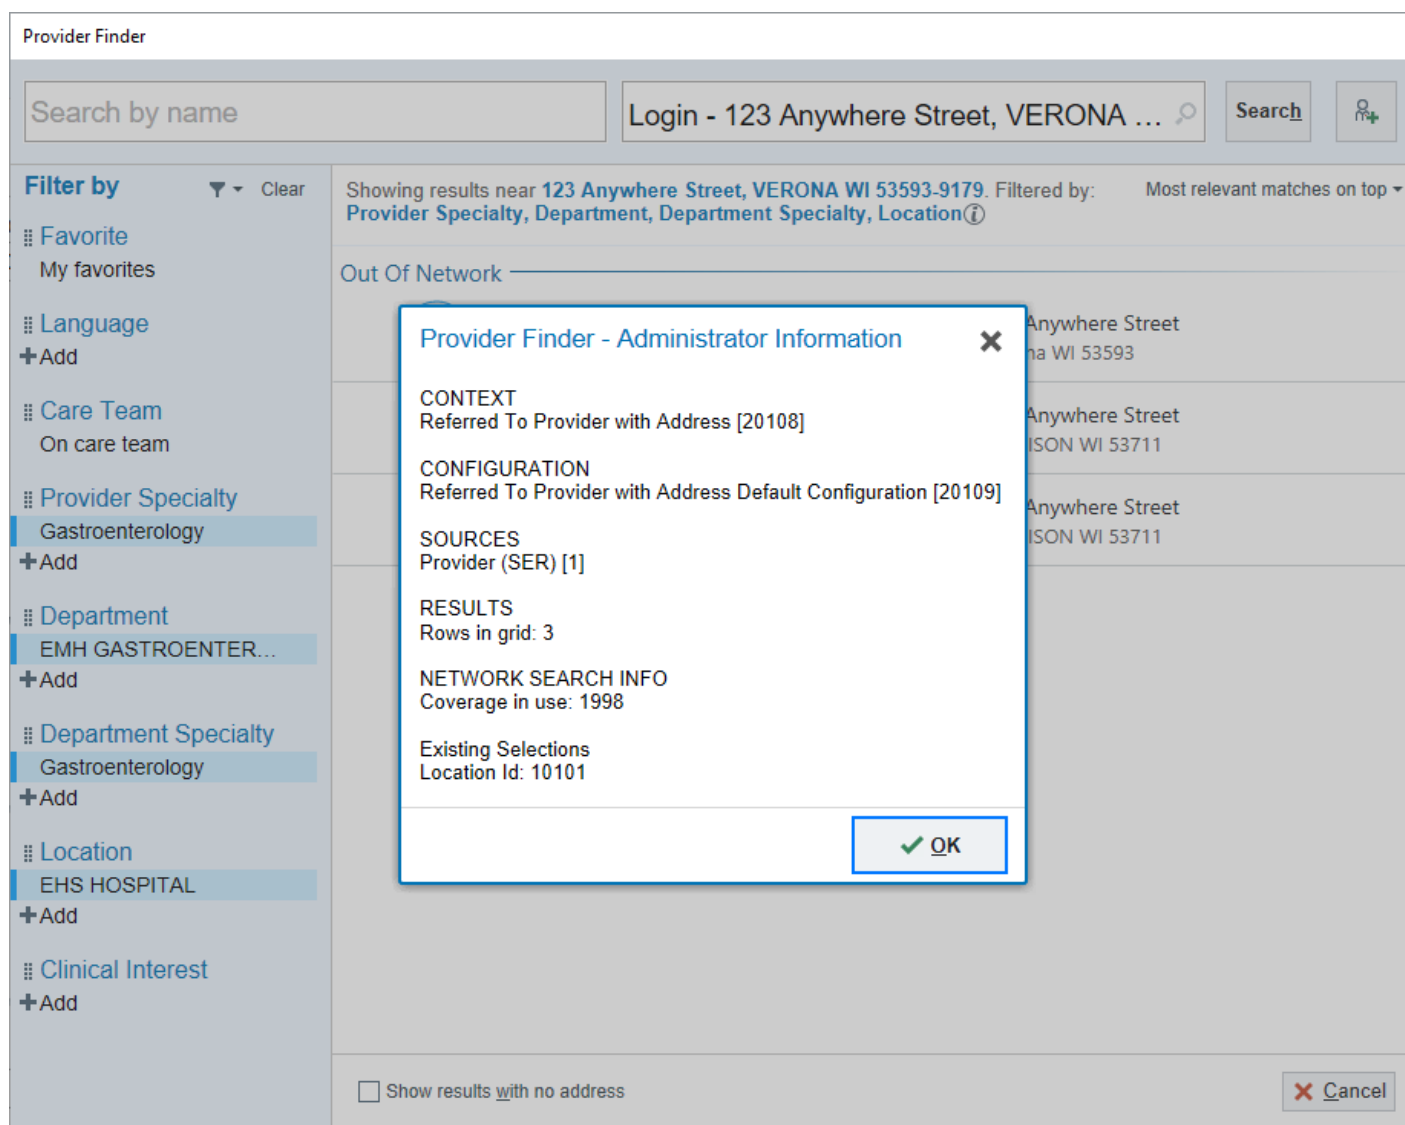 Provider Finder
Search by name
Login - 123 Anywhere Street, VERONA ...
Search
Filter by
Clear
Showing results near 123 Anywhere Street, VERONA WI 53593-9179. Filtered by:
Provider Specialty, Department, Department Specialty, Location
Most relevant matches on top
Favorite
My favorites
Language
Add
Care Team
On care team
Provider Specialty
Gastroenterology
Add
Department
EMH GASTROENTER...
Add
Department Specialty
Gastroenterology
Add
Location
EHS HOSPITAL
Add
Clinical Interest
Add
Out Of Network
Anywhere Street
WI 53593
Anywhere Street
WI 53711
Anywhere Street
WI 53711
Provider Finder - Administrator Information
CONTEXT
Referred To Provider with Address [20108]
CONFIGURATION
Referred To Provider with Address Default Configuration [20109]
SOURCES
Provider (SER) [1]
RESULTS
Rows in grid: 3
NETWORK SEARCH INFO
Coverage in use: 1998
Existing Selections
Location Id: 10101
OK
Show results with no address
Cancel